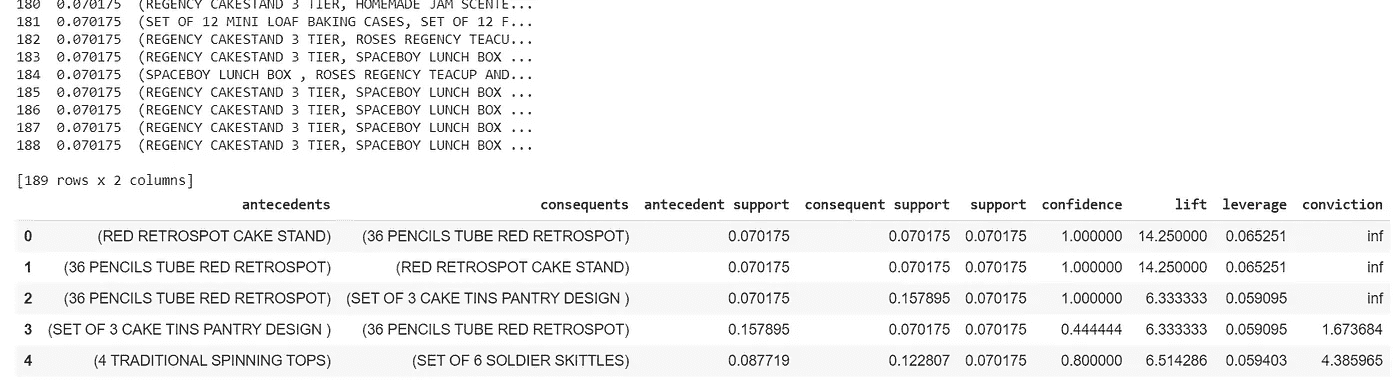 180  0.070175  (REGENCY CAKESTAND 3 TIER, HOMEMADE JAM SCENTE...
181  0.070175  (SET OF 12 MINI LOAF BAKING CASES, SET OF 12 F...
182  0.070175  (REGENCY CAKESTAND 3 TIER, ROSES REGENCY TEACU...
183  0.070175  (REGENCY CAKESTAND 3 TIER, SPACEBOY LUNCH BOX ...
184  0.070175  (SPACEBOY LUNCH BOX , ROSES REGENCY TEACUP AND...
185  0.070175  (REGENCY CAKESTAND 3 TIER, SPACEBOY LUNCH BOX ...
186  0.070175  (REGENCY CAKESTAND 3 TIER, SPACEBOY LUNCH BOX ...
187  0.070175  (REGENCY CAKESTAND 3 TIER, SPACEBOY LUNCH BOX ...
188  0.070175  (REGENCY CAKESTAND 3 TIER, SPACEBOY LUNCH BOX ...
[189 rows x 2 columns]
antecedents consequents antecedent support consequent support support confidence lift leverage conviction
0 (RED RETROSPOT CAKE STAND) (36 PENCILS TUBE RED RETROSPOT) 0.070175 0.070175 0.070175 1.000000 14.250000 0.065251 inf
1 (36 PENCILS TUBE RED RETROSPOT) (RED RETROSPOT CAKE STAND) 0.070175 0.070175 0.070175 1.000000 14.250000 0.065251 inf
2 (36 PENCILS TUBE RED RETROSPOT) (SET OF 3 CAKE TINS PANTRY DESIGN ) 0.070175 0.157895 0.070175 1.000000 6.333333 0.059095 inf
3 (SET OF 3 CAKE TINS PANTRY DESIGN ) (36 PENCILS TUBE RED RETROSPOT) 0.157895 0.070175 0.070175 0.444444 6.333333 0.059095 1.673684
4 (4 TRADITIONAL SPINNING TOPS) (SET OF 6 SOLDIER SKITTLES) 0.087719 0.122807 0.070175 0.800000 6.514286 0.059403 4.385965